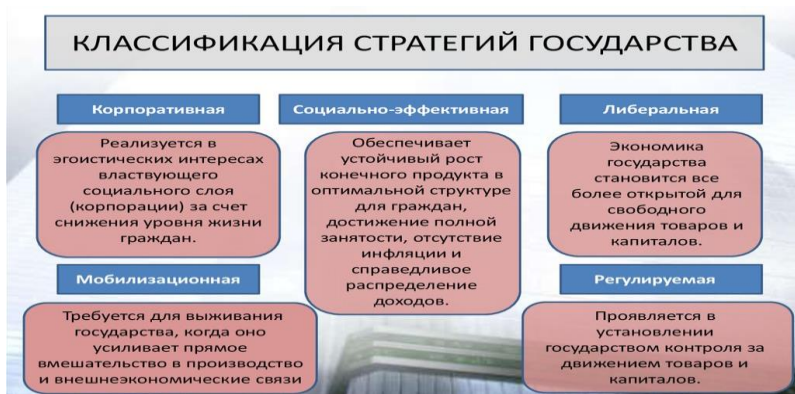 КЛАССИФИКАЦИЯ СТРАТЕГИЙ ГОСУДАРСТВА
Корпоративная
Реализуется в
эгоистических интересах
властвующего
социального слоя
(корпорации) за счет
снижения уровня жизни
граждан.
Социально-эффективная
Обеспечивает
устойчивый рост
конечного продукта в
оптимальной структуре
для граждан,
достижение полной
занятости, отсутствие
инфляции и
справедливое
распределение
доходов.
Либеральная
Экономика
государства
становится все
более открытой для
свободного
движения товаров и
капиталов.
Мобилизационная
Требуется для выживания
государства, когда оно
усиливает прямое
вмешательство в производство
и внешнеэкономические связи
Регулируемая
Проявляется в
установлении
государством контроля за
движением товаров и
капиталов.